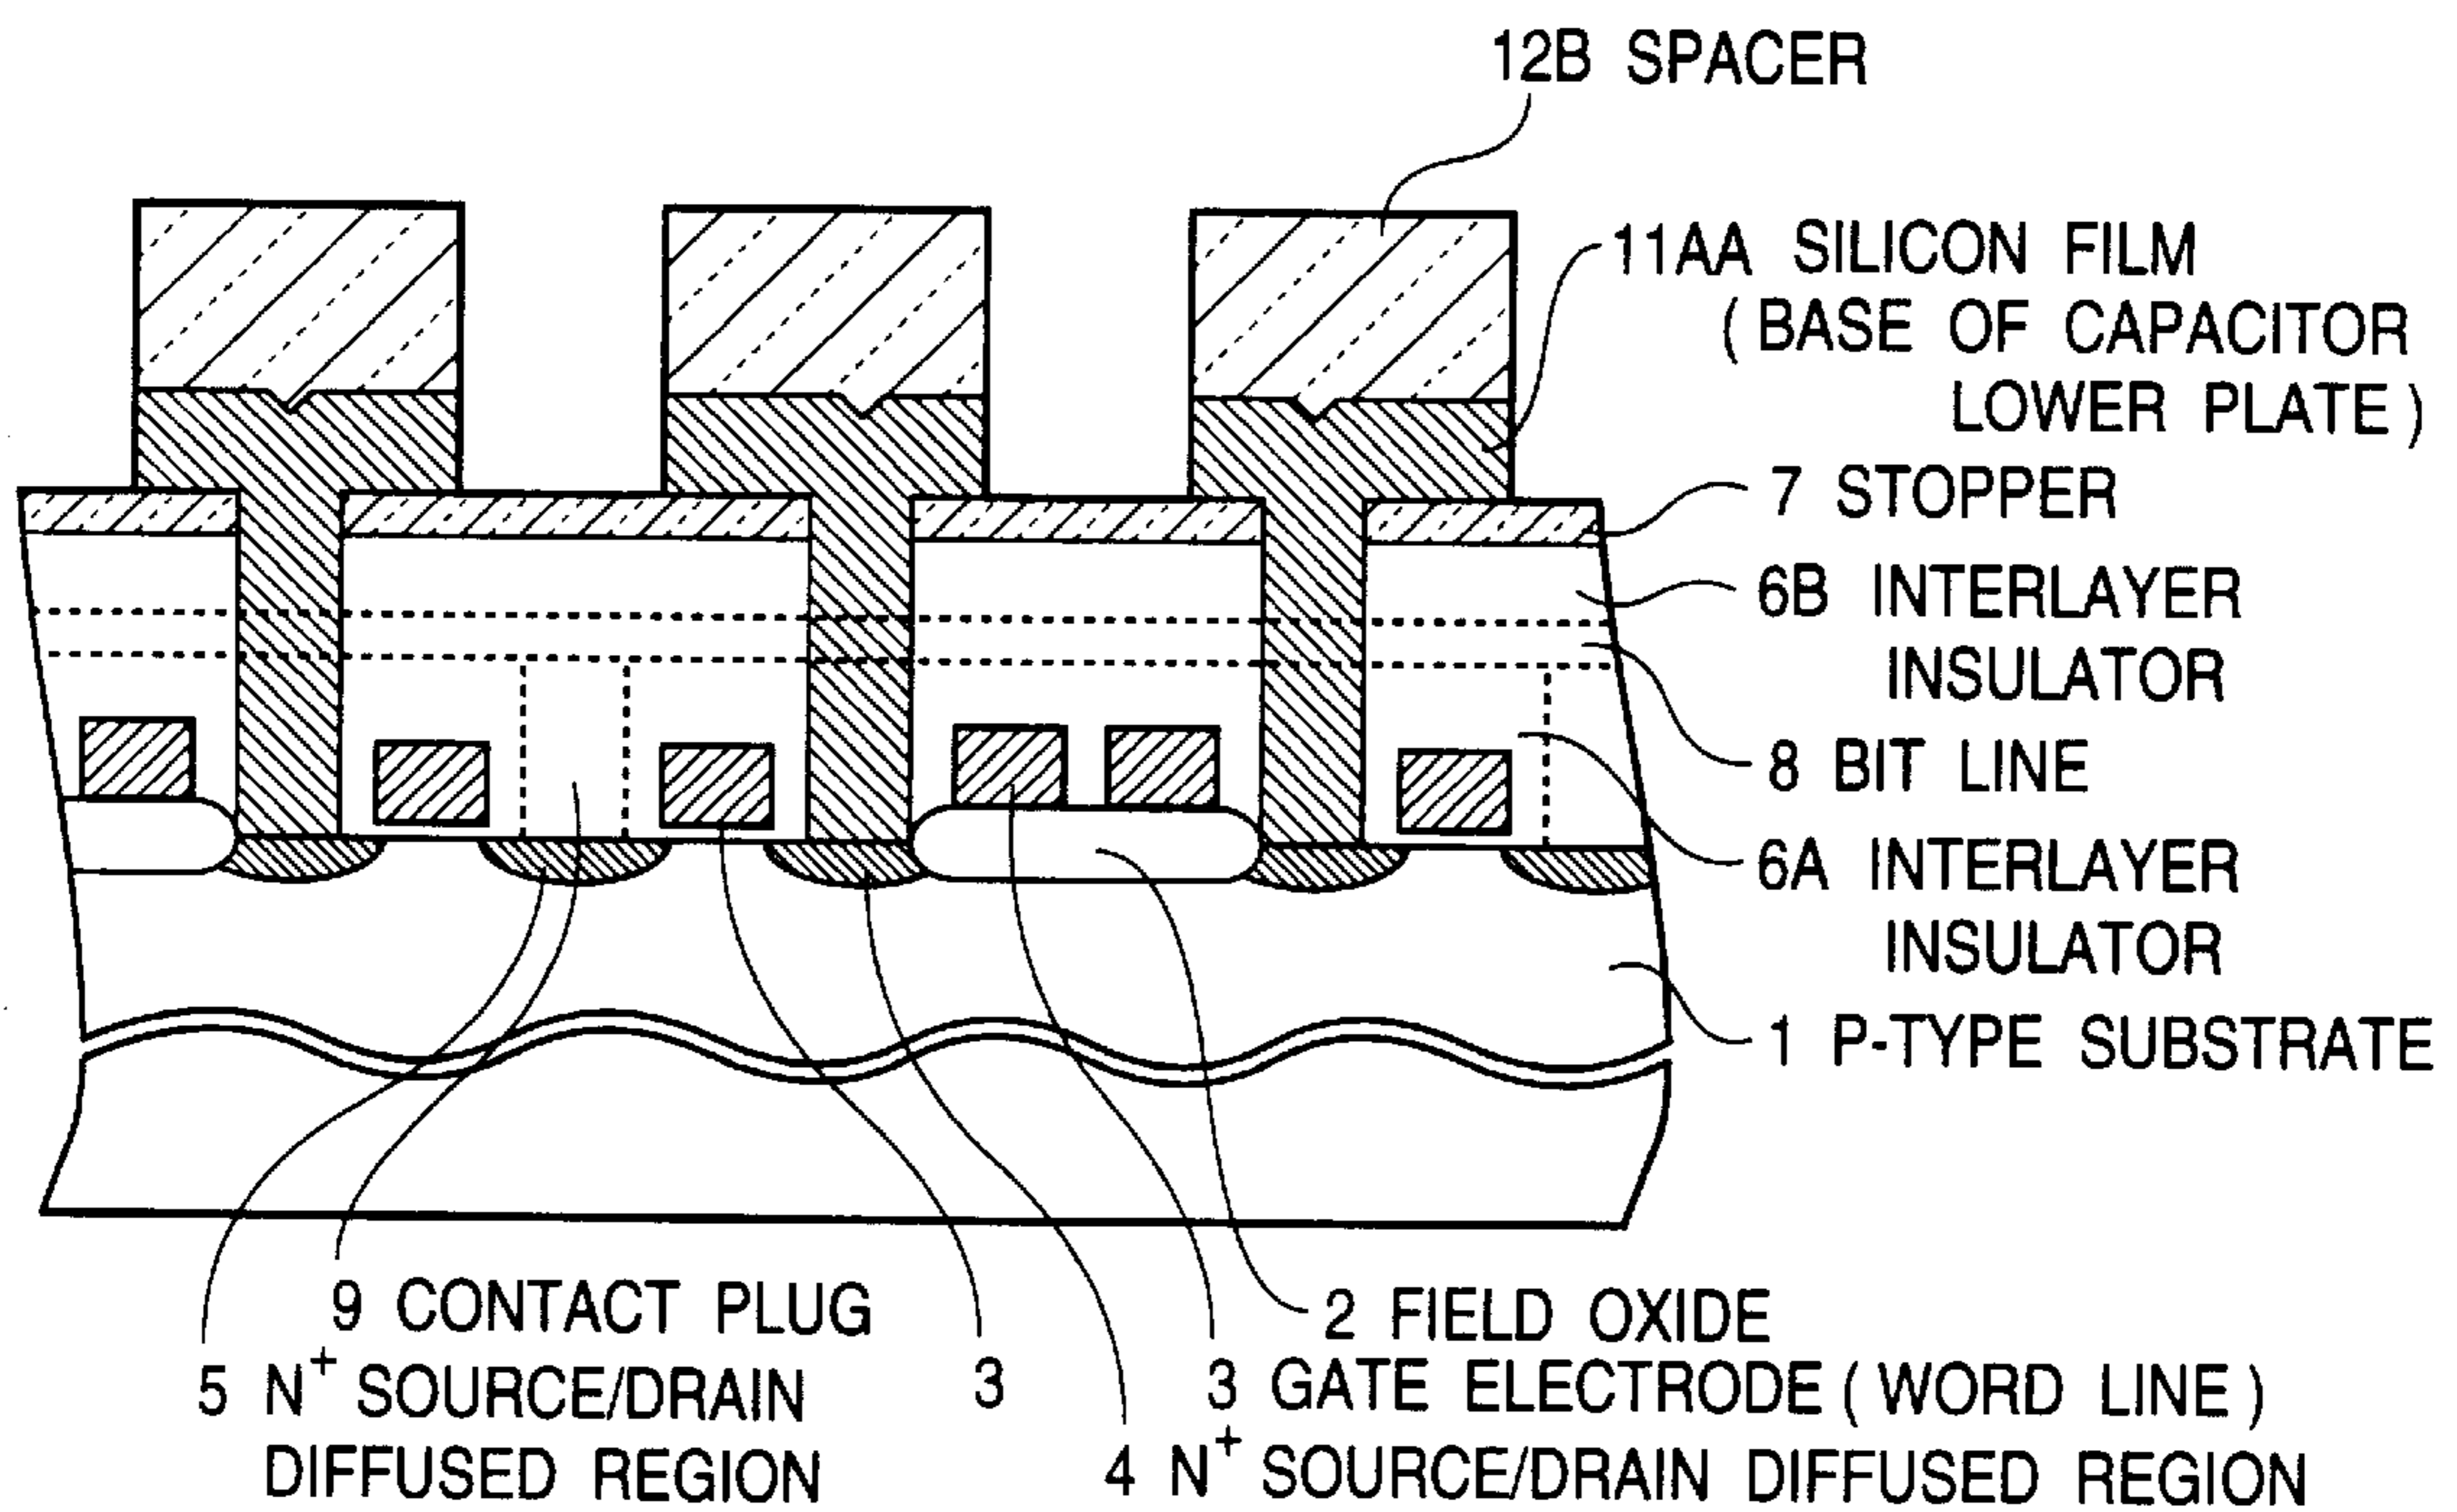 12B SPACER
11AA SILICON FILM
( BASE OF CAPACITOR
LOWER PLATE )
7 STOPPER
6B INTERLAYER
INSULATOR
8 BIT LINE
6A INTERLAYER
INSULATOR
1 P-TYPE SUBSTRATE
9 CONTACT PLUG
2 FIELD OXIDE
5 N+ SOURCE/DRAIN
DIFFUSED REGION
3
3 GATE ELECTRODE ( WORD LINE )
4 N+ SOURCE/DRAIN DIFFUSED REGION